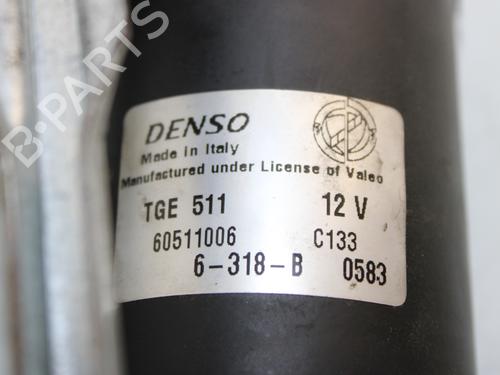 B-PARTS
DENSO
Made in Italy
Manufactured under License of Valeo
TGE 511 12 V
60511006 C133
6-318-B 0583